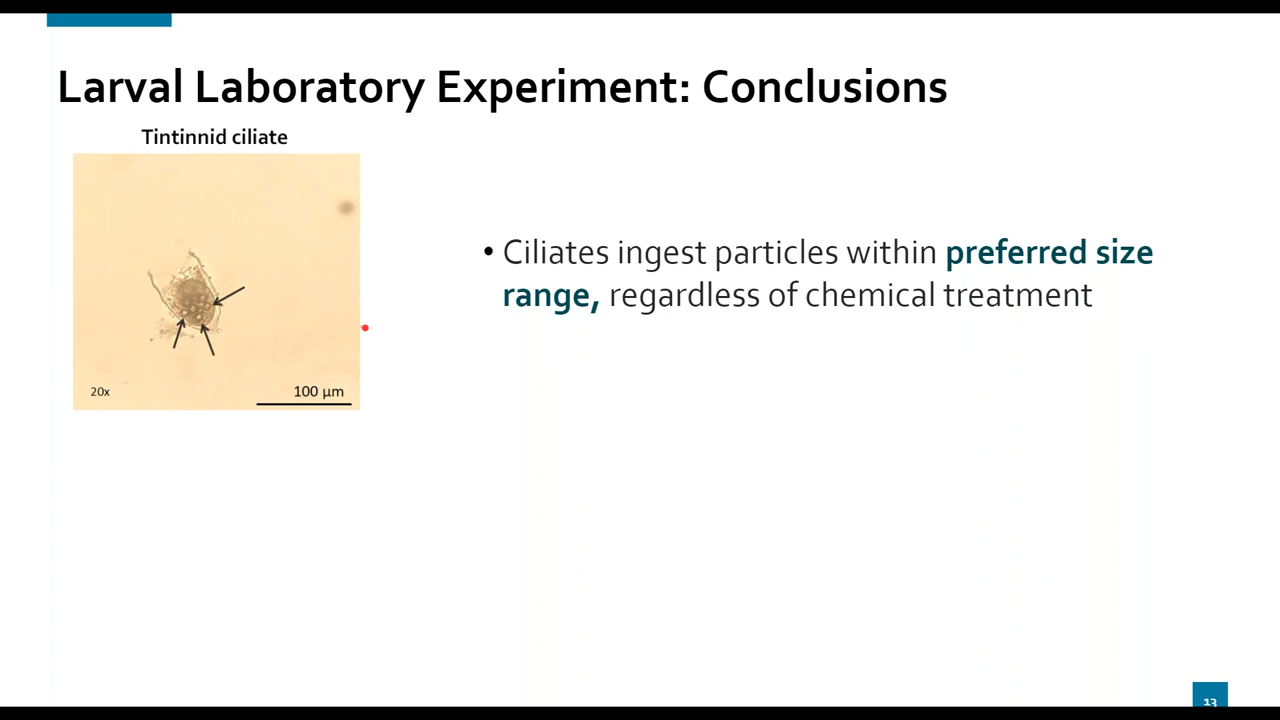 Larval Laboratory Experiment: Conclusions
Tintinnid ciliate
20x
100 µm
• Ciliates ingest particles within preferred size
range, regardless of chemical treatment
13